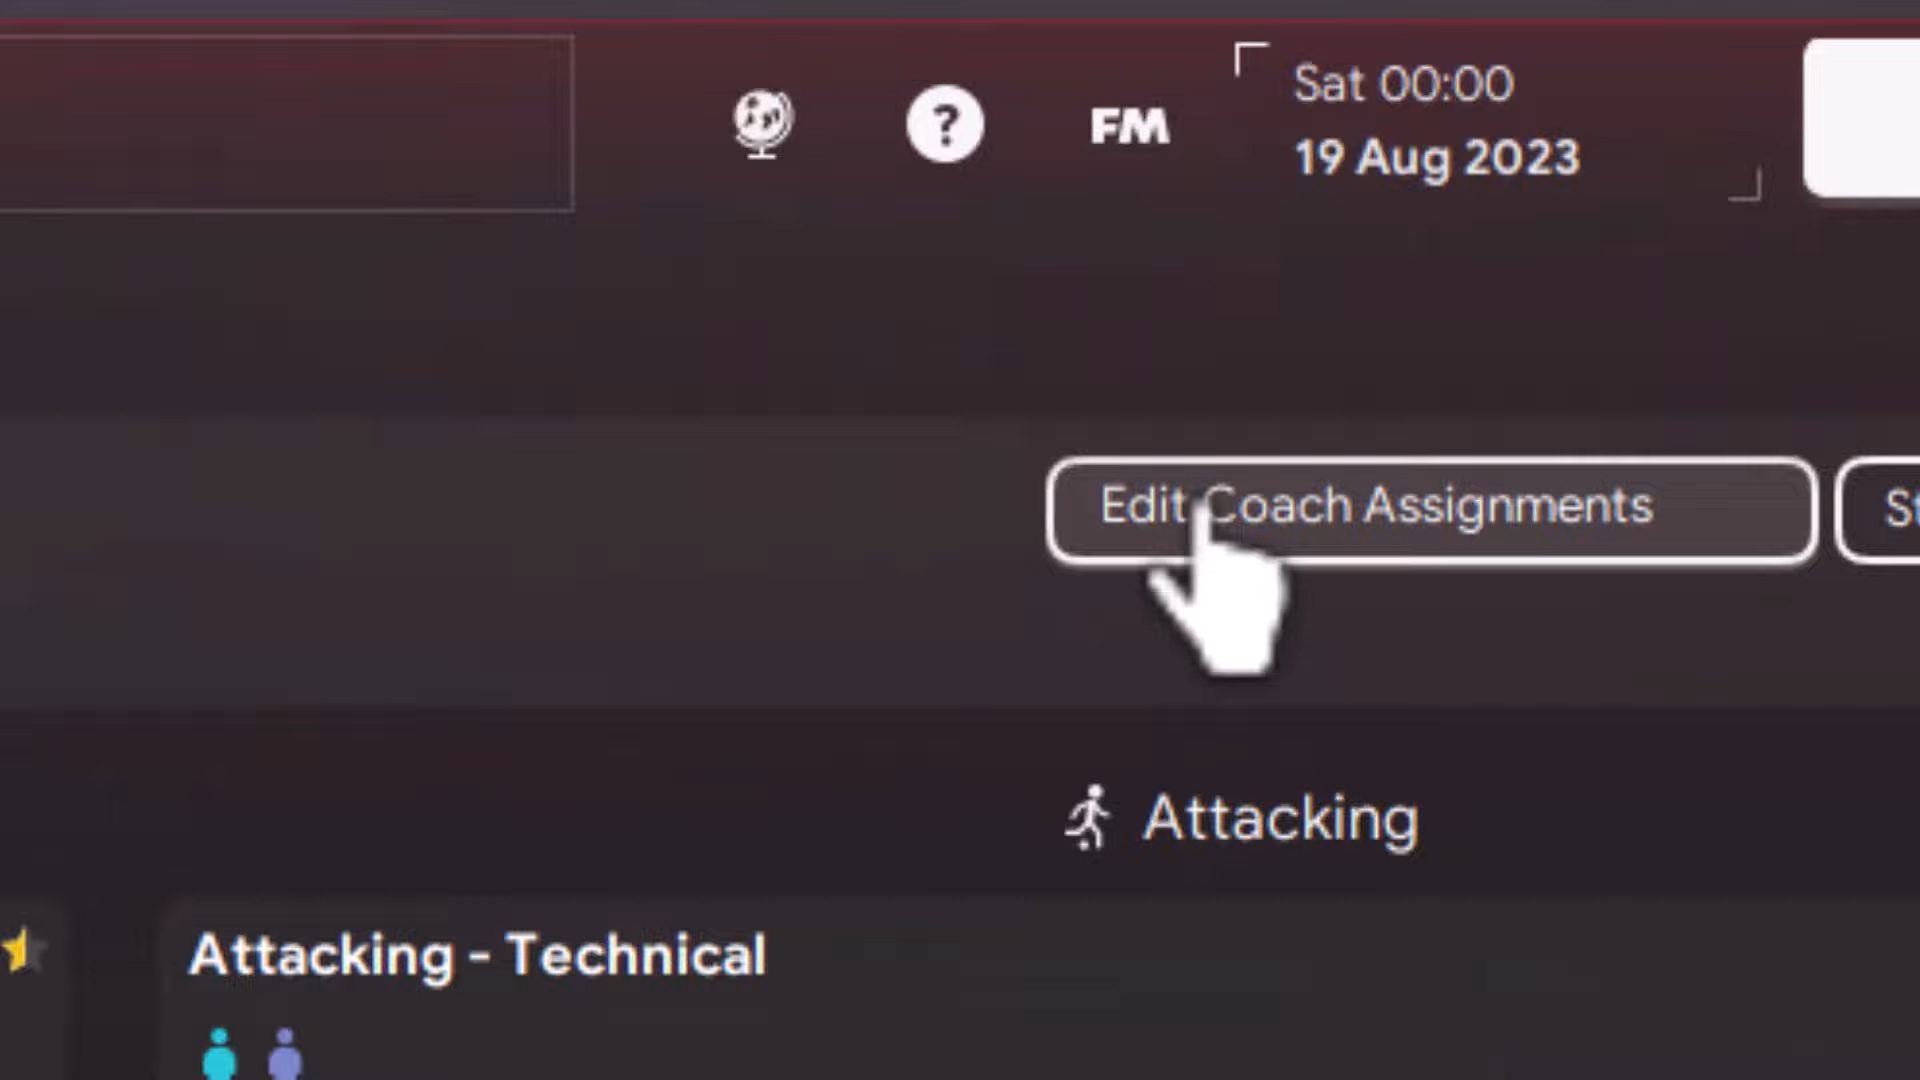 ?
FM
Sat 00:00
19 Aug 2023
Edit Coach Assignments
Attacking
Attacking - Technical